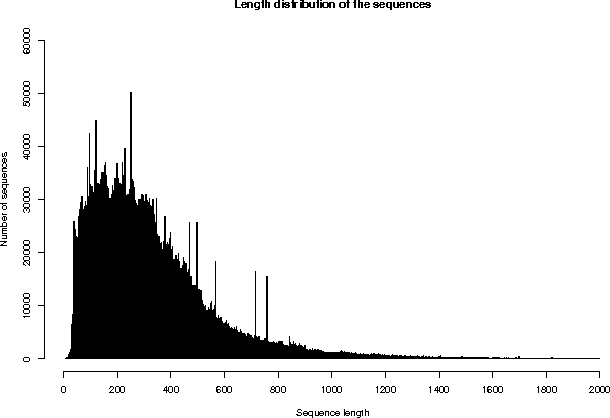 Length distribution of the sequences
Number of sequences
60000
50000
40000
30000
20000
10000
0
0 200 400 600 800 1000 1200 1400 1600 1800 2000
Sequence length